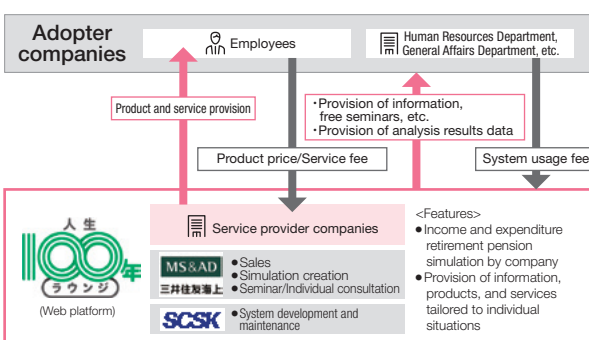 Adopter
companies
Employees
Human Resources Department,
General Affairs Department, etc.
Product and service provision
・Provision of information,
free seminars, etc.
・Provision of analysis results data
Product price/Service fee
System usage fee
人生
100年
ラウンジ
(Web platform)
Service provider companies
MS&AD
三井住友海上
●Sales
●Simulation creation
●Seminar/Individual consultation
SCSK
●System development and
maintenance
<Features>
●Income and expenditure
retirement pension
simulation by company
●Provision of information,
products, and services
tailored to individual
situations